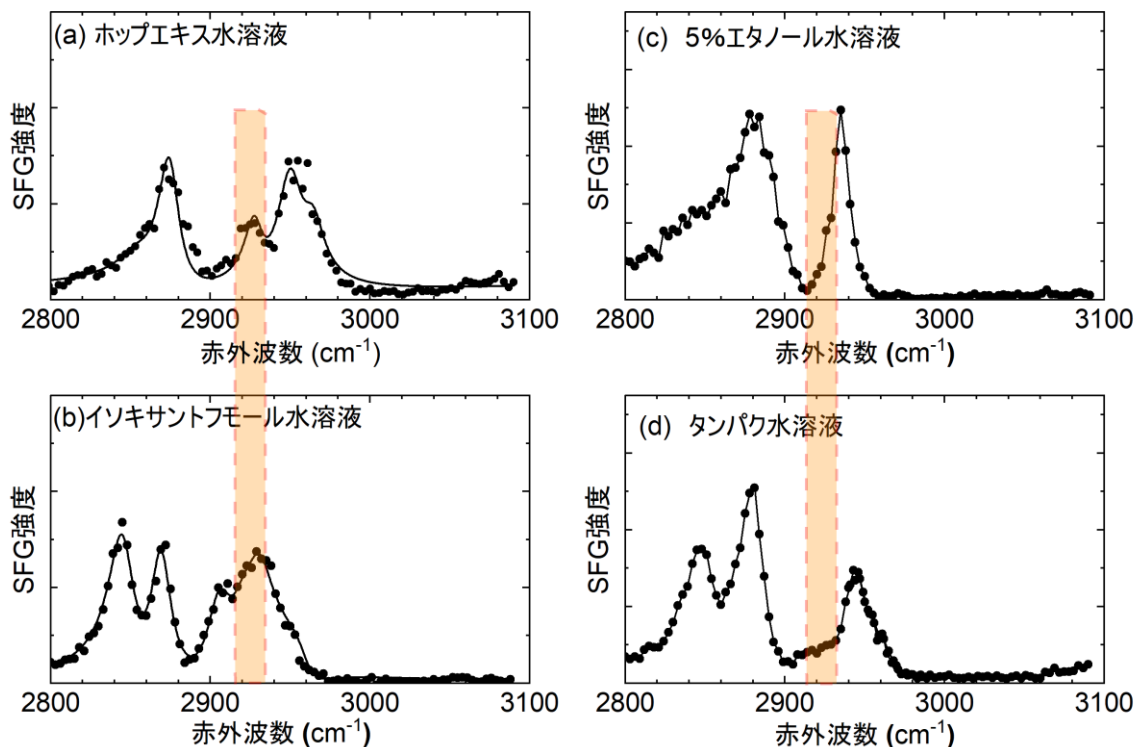 (a) ホップエキス水溶液
SFG強度
2800 2900 3000 3100
赤外波数 (cm⁻¹)
(b)イソキサントフモール水溶液
SFG強度
2800 2900 3000 3100
赤外波数 (cm⁻¹)
(c) 5%エタノール水溶液
SFG強度
2800 2900 3000 3100
赤外波数 (cm⁻¹)
(d) タンパク水溶液
SFG強度
2800 2900 3000 3100
赤外波数 (cm⁻¹)